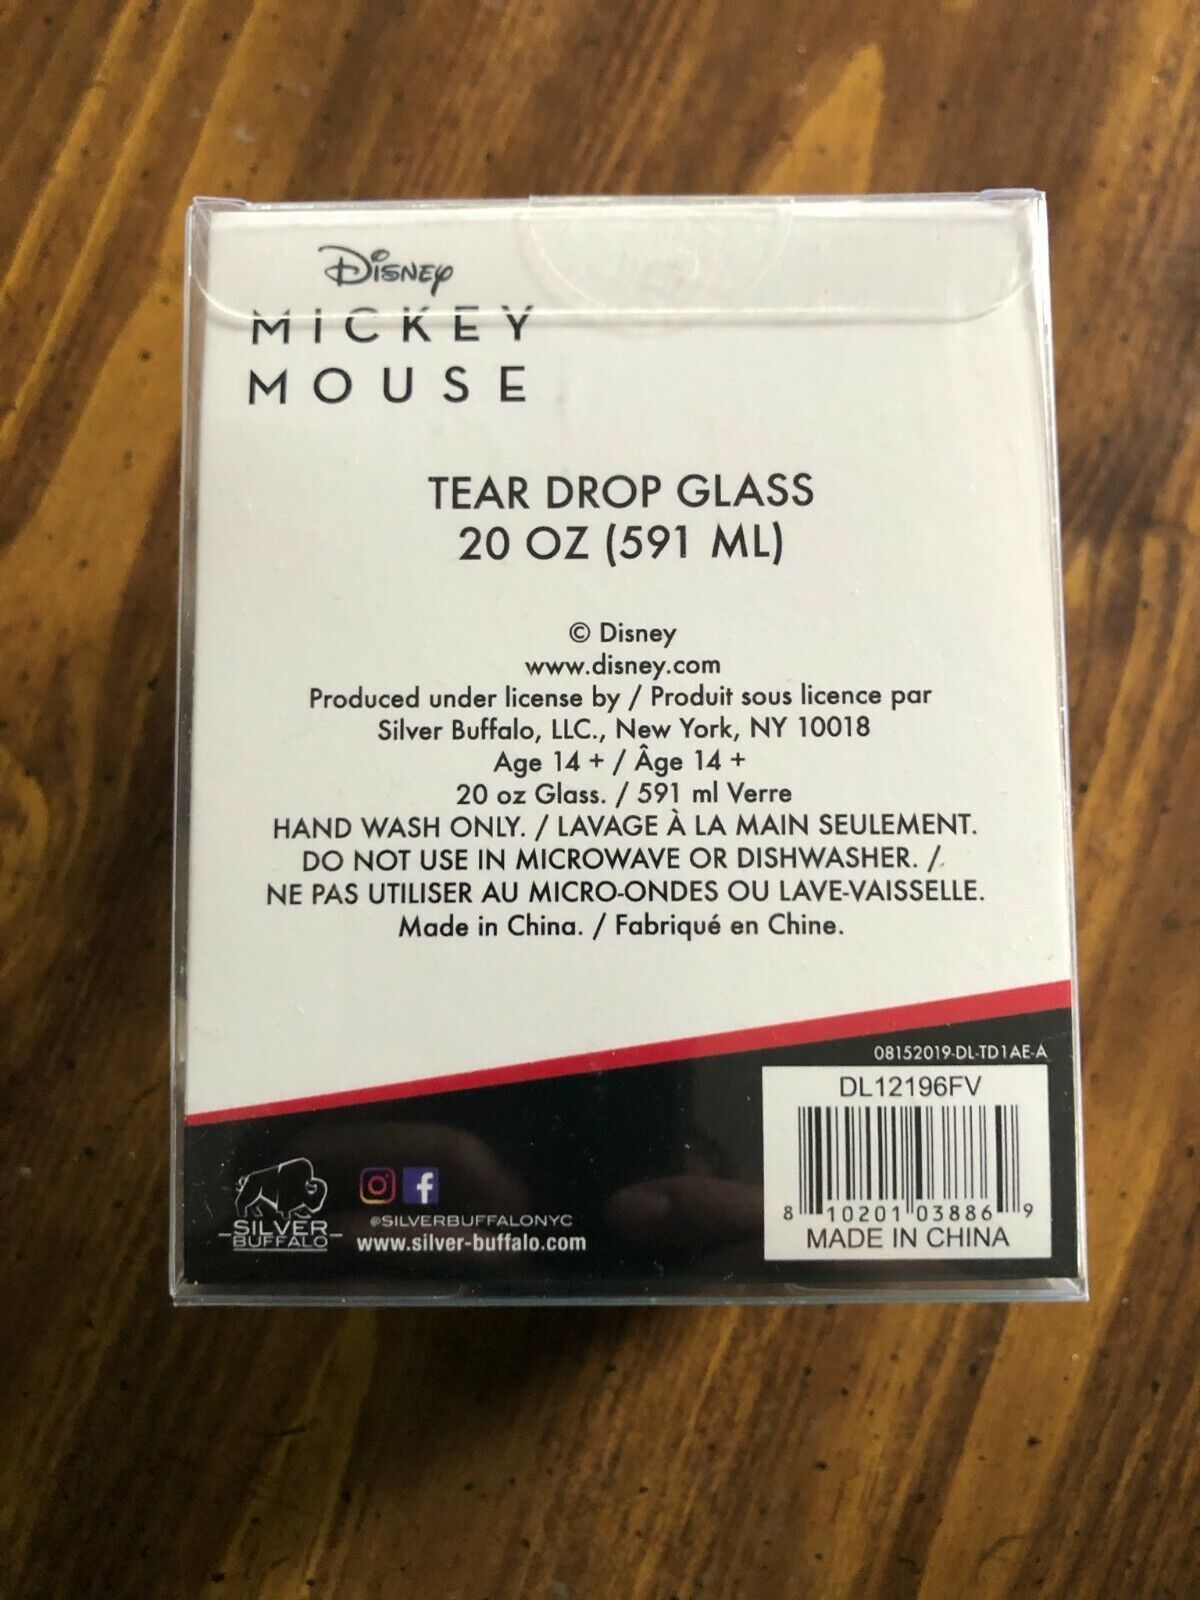 Disney
MICKEY
MOUSE
TEAR DROP GLASS
20 OZ (591 ML)
© Disney
www.disney.com
Produced under license by / Produit sous licence par
Silver Buffalo, LLC., New York, NY 10018
Age 14 + / Âge 14 +
20 oz Glass. / 591 ml Verre
HAND WASH ONLY. / LAVAGE À LA MAIN SEULEMENT.
DO NOT USE IN MICROWAVE OR DISHWASHER. /
NE PAS UTILISER AU MICRO-ONDES OU LAVE-VAISSELLE.
Made in China. / Fabriqué en Chine.
08152019-DL-TD1AE-A
DL12196FV
8 10201 03886 9
MADE IN CHINA
SILVER
BUFFALO
@SILVERBUFFALONYC
www.silver-buffalo.com